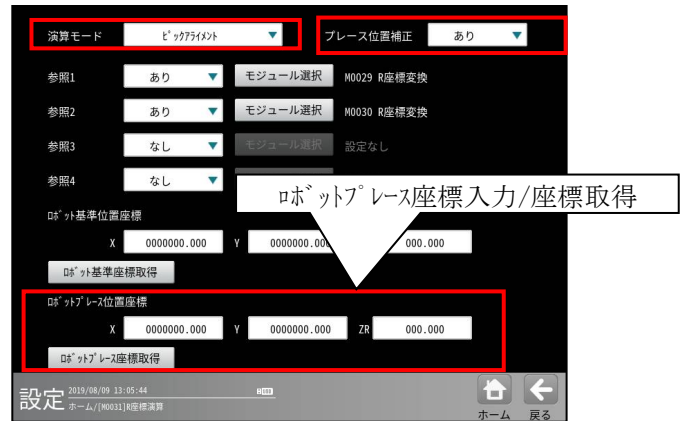 演算モード ﾋﾟｯｸｱﾗｲﾒﾝﾄ プレース位置補正 あり
参照1 あり モジュール選択 M0029 R座標変換
参照2 あり モジュール選択 M0030 R座標変換
参照3 なし モジュール選択 設定なし
参照4 なし
ﾛﾎﾞｯﾄﾌﾟﾚｰｽ座標入力/座標取得
ﾛﾎﾞｯﾄ基準位置座標
X 0000000.000 Y 0000000.000 000.000
ﾛﾎﾞｯﾄ基準座標取得
ﾛﾎﾞｯﾄﾌﾟﾚｰｽ位置座標
X 0000000.000 Y 0000000.000 ZR 000.000
ﾛﾎﾞｯﾄﾌﾟﾚｰｽ座標取得
設定 2019/08/09 13:05:44
ホーム/[M0031]R座標演算
ホーム 戻る